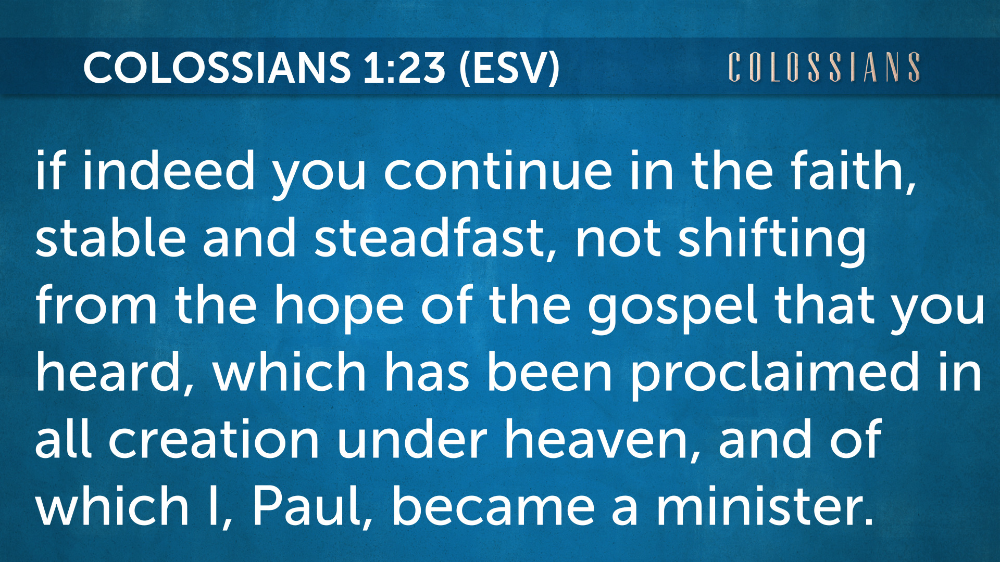 COLOSSIANS 1:23 (ESV)
COLOSSIANS
if indeed you continue in the faith,
stable and steadfast, not shifting
from the hope of the gospel that you
heard, which has been proclaimed in
all creation under heaven, and of
which I, Paul, became a minister.